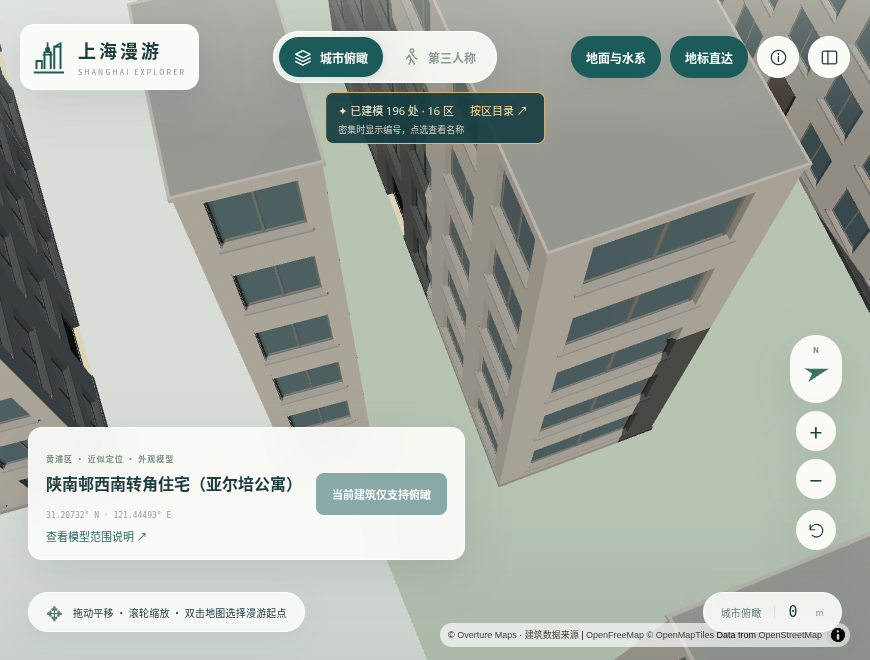 上海漫游
SHANGHAI EXPLORER
城市俯瞰
第三人称
地面与水系
地标直达
✦ 已建模 196 处 · 16 区 按区目录 ↗
密集时显示编号，点选查看名称
N
黄浦区 · 近似定位 · 外观模型
陕南邨西南转角住宅（亚尔培公寓）
当前建筑仅支持俯瞰
31.20732° N · 121.44493° E
查看模型范围说明 ↗
+
−
拖动平移 · 滚轮缩放 · 双击地图选择漫游起点
城市俯瞰 0 m
© Overture Maps · 建筑数据来源 | OpenFreeMap © OpenMapTiles Data from OpenStreetMap